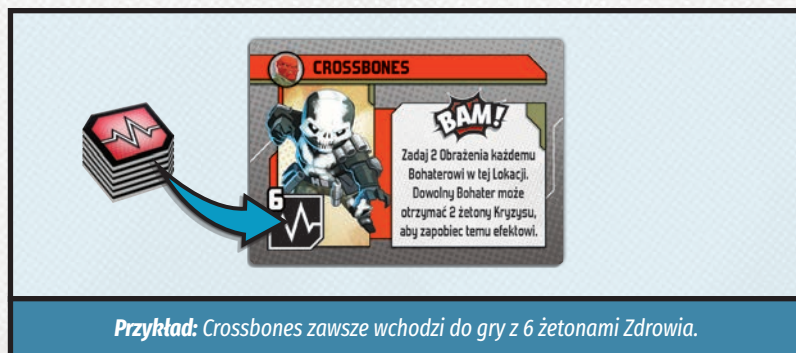 CROSSBONES
BAM!
Zadaj 2 Obrażenia każdemu
Bohaterowi w tej Lokacji.
Dowolny Bohater może
otrzymać 2 żetony Kryzysu,
aby zapobiec temu efektowi.
6
Przykład: Crossbones zawsze wchodzi do gry z 6 żetonami Zdrowia.